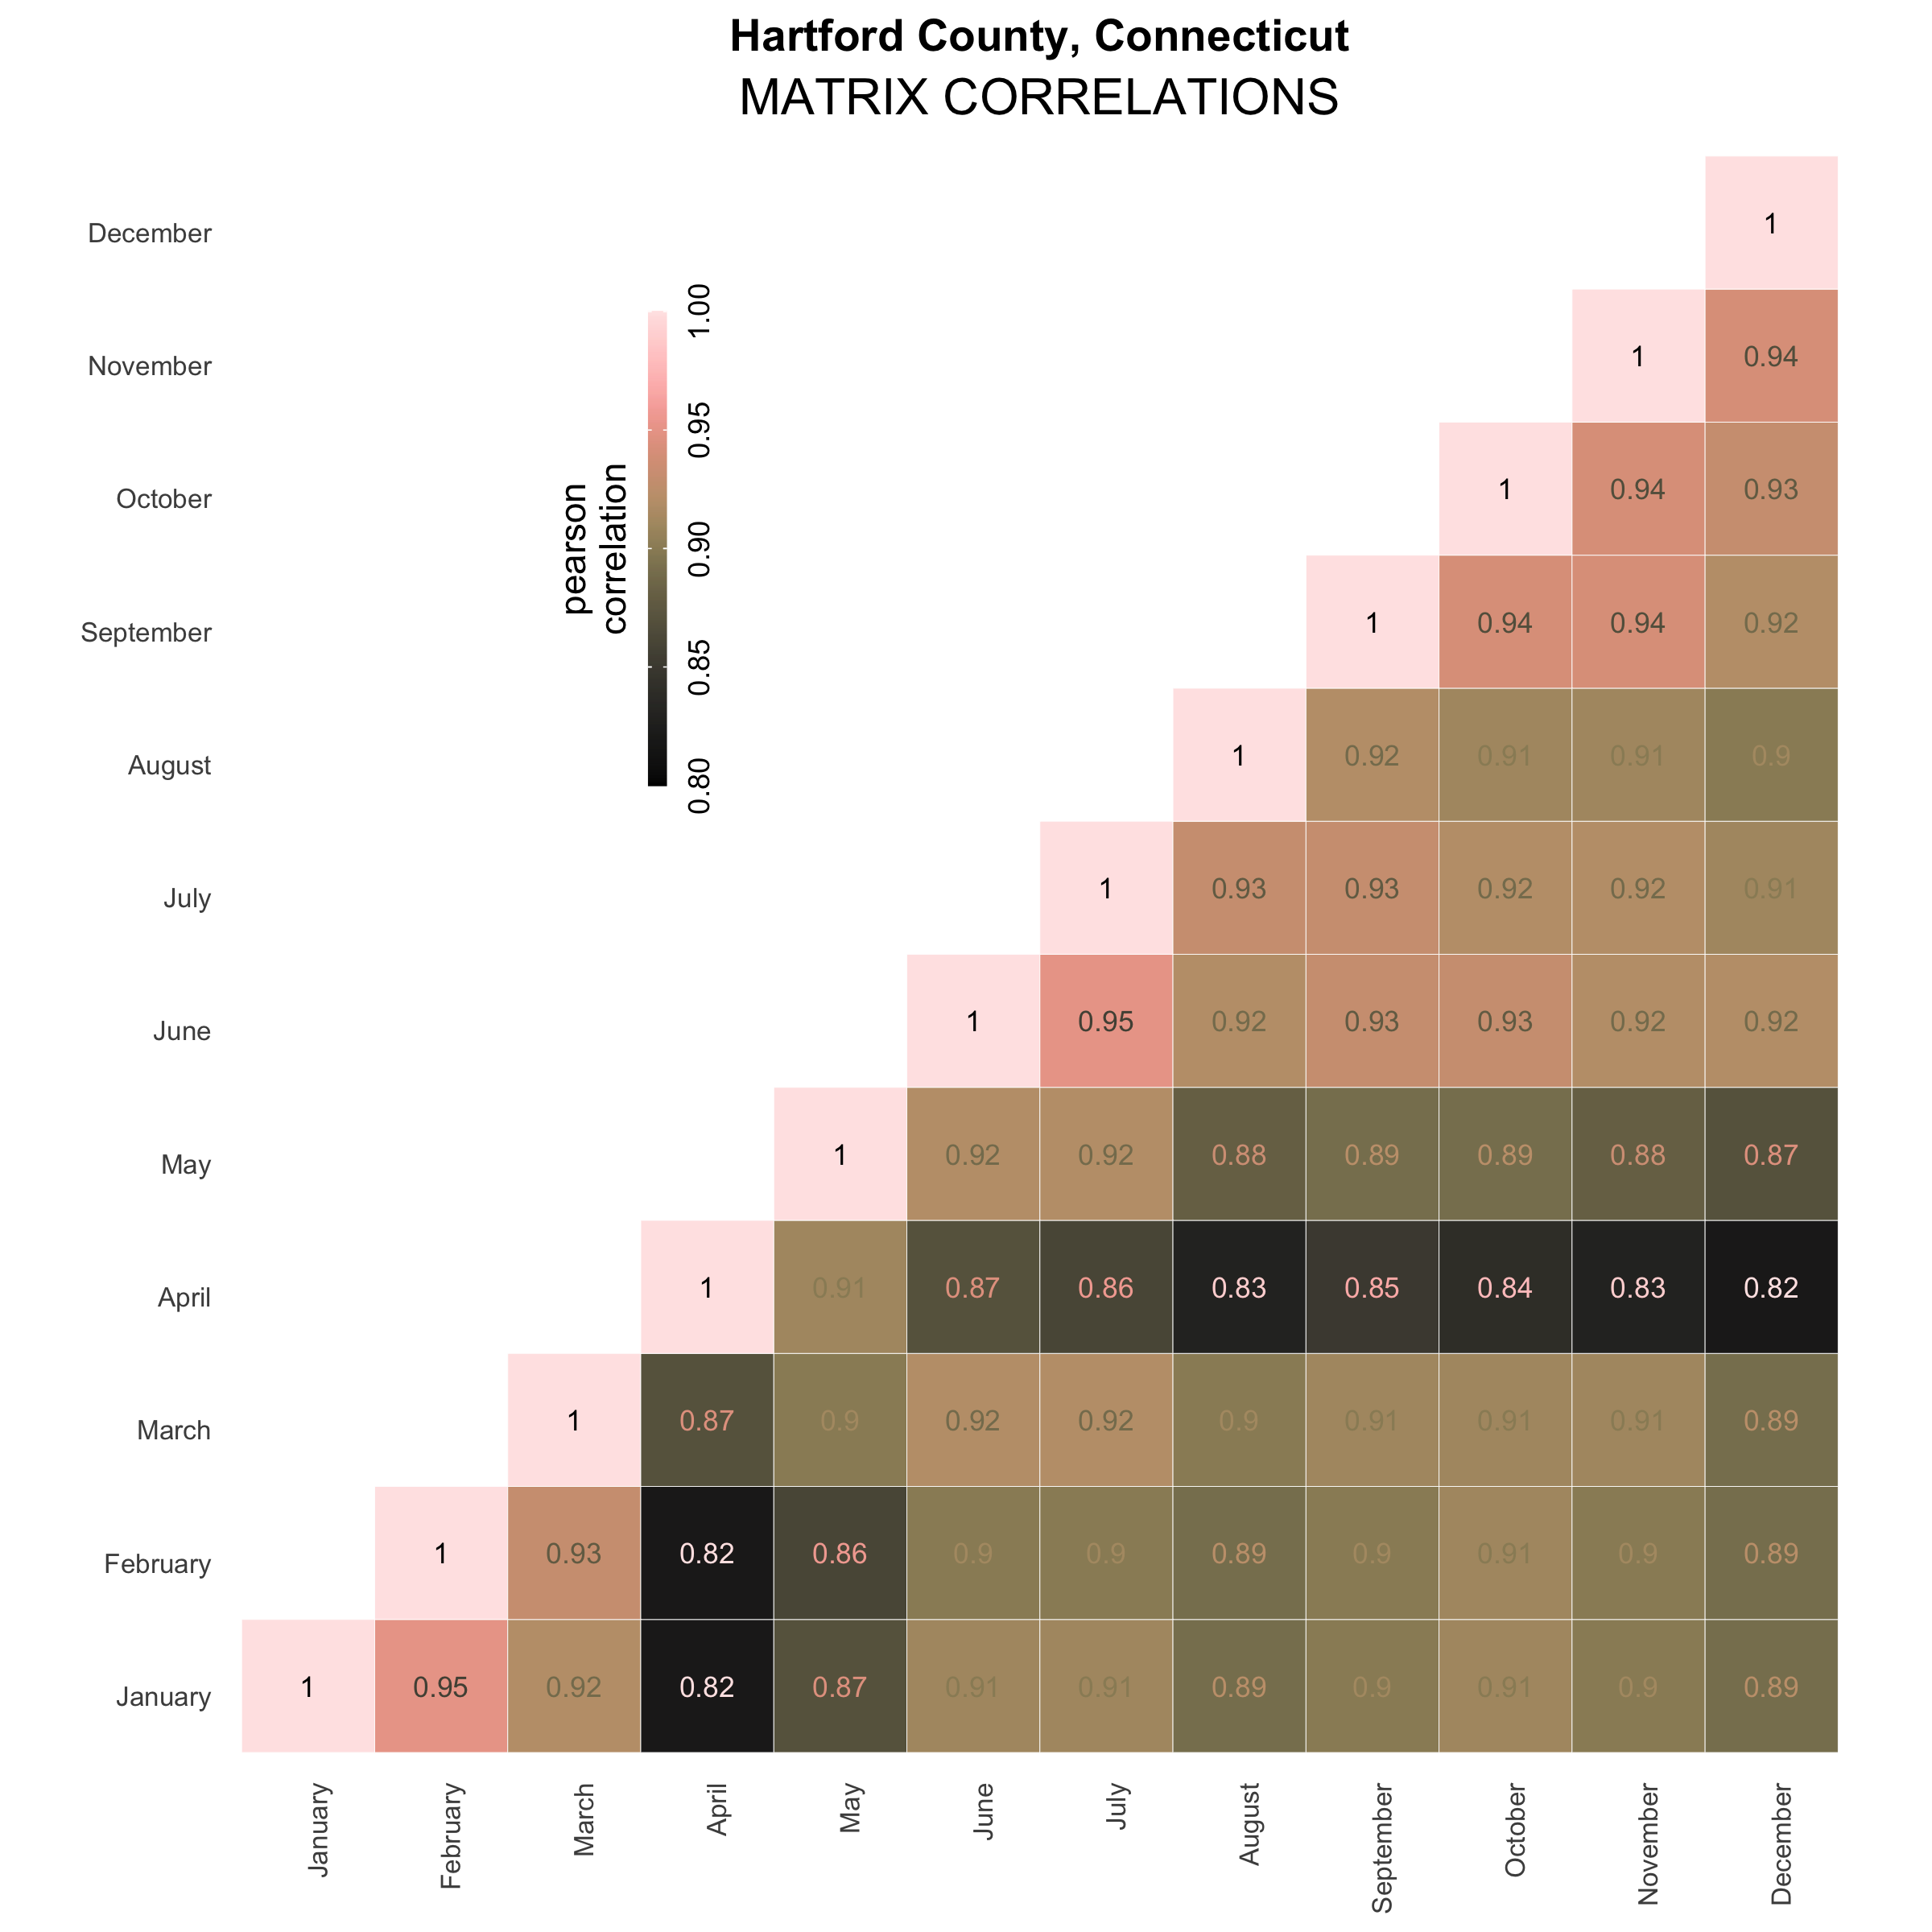 Hartford County, Connecticut
MATRIX CORRELATIONS
pearson
correlation
1.00
0.95
0.90
0.85
0.80
December 1
November 1 0.94
October 1 0.94 0.93
September 1 0.94 0.94 0.92
August 1 0.92 0.91 0.91 0.9
July 1 0.93 0.93 0.92 0.92 0.91
June 1 0.95 0.92 0.93 0.93 0.92 0.92
May 1 0.92 0.92 0.88 0.89 0.89 0.88 0.87
April 1 0.91 0.87 0.86 0.83 0.85 0.84 0.83 0.82
March 1 0.87 0.9 0.92 0.92 0.9 0.91 0.91 0.91 0.89
February 1 0.93 0.82 0.86 0.9 0.9 0.89 0.9 0.91 0.9 0.89
January 1 0.95 0.92 0.82 0.87 0.91 0.91 0.89 0.9 0.91 0.9 0.89
January February March April May June July August September October November December